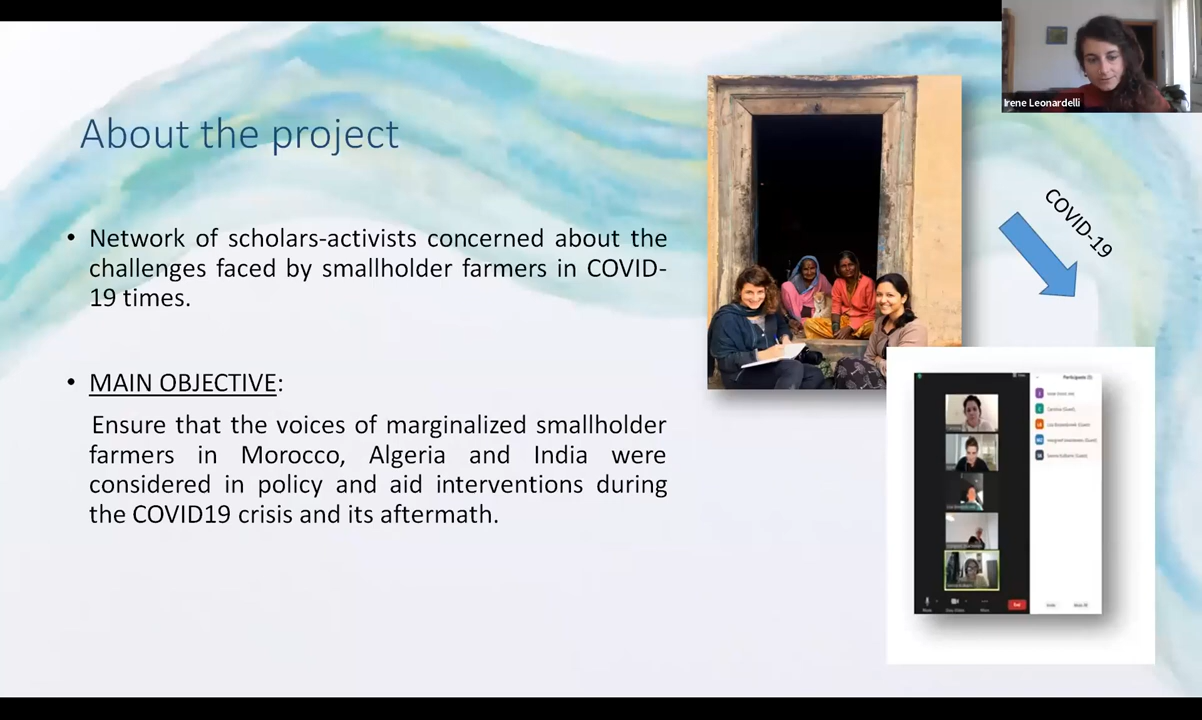 Irene Leonardelli
About the project
• Network of scholars-activists concerned about the
challenges faced by smallholder farmers in COVID-
19 times.
• MAIN OBJECTIVE:
Ensure that the voices of marginalized smallholder
farmers in Morocco, Algeria and India were
considered in policy and aid interventions during
the COVID19 crisis and its aftermath.
COVID-19